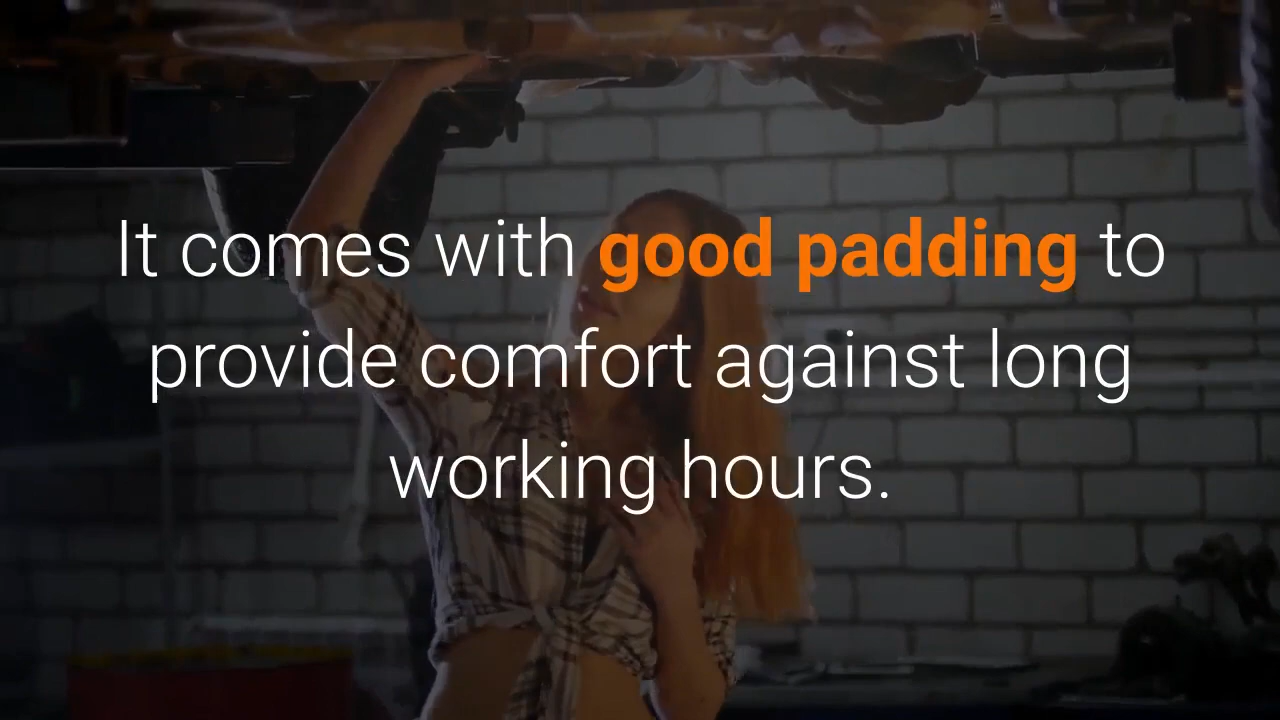 It comes with good padding to
provide comfort against long
working hours.